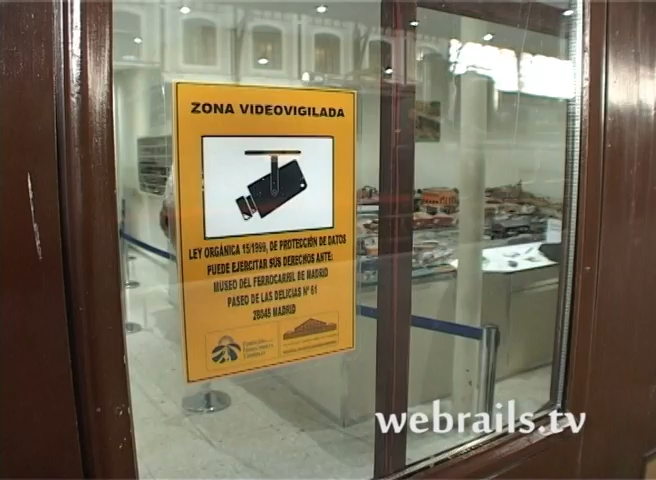 ZONA VIDEOVIGILADA
LEY ORGÁNICA 15/1999, DE PROTECCIÓN DE DATOS
PUEDE EJERCITAR SUS DERECHOS ANTE:
MUSEO DEL FERROCARRIL DE MADRID
PASEO DE LAS DELICIAS Nº 61
28045 MADRID
webrails.tv